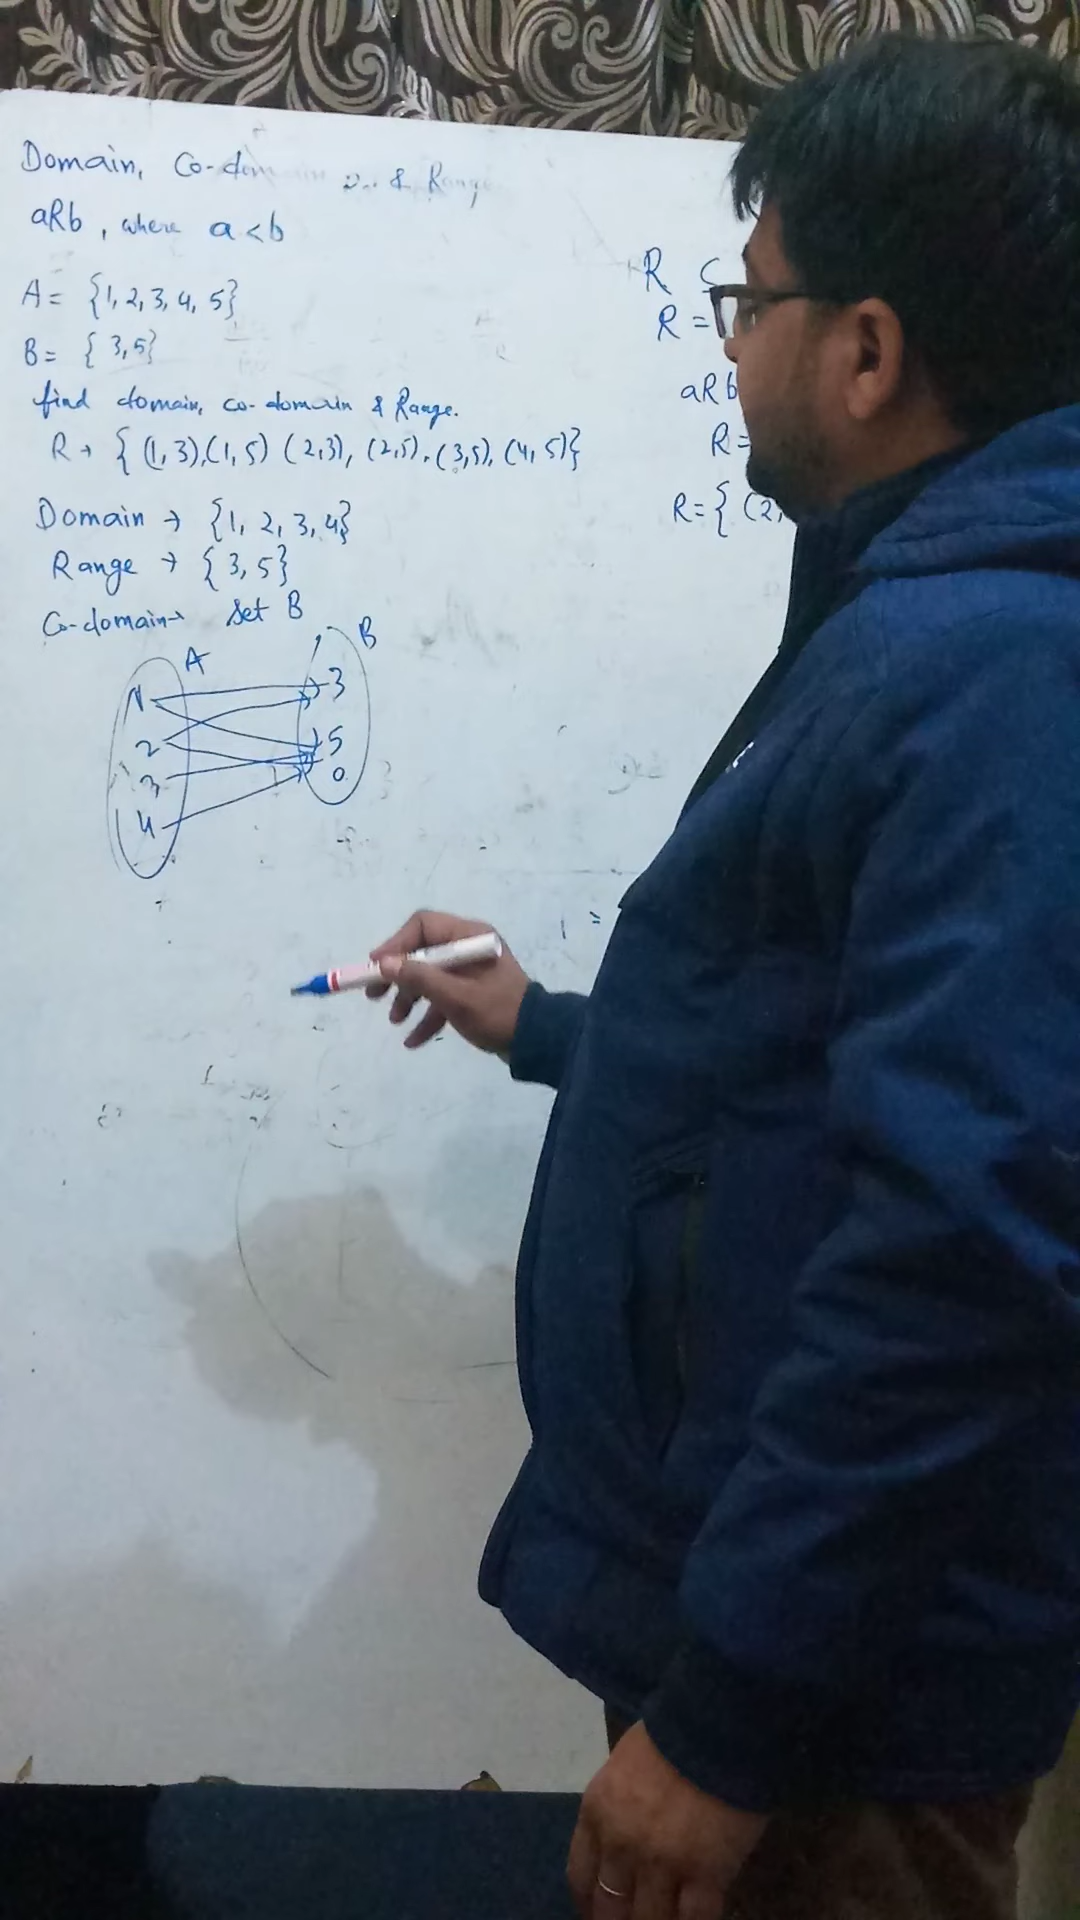 Domain, Co-dom & Range
aRb, where a<b
A = {1, 2, 3, 4, 5}
B = { 3, 5}
find domain, co-domain & Range.
R → { (1, 3), (1, 5) (2,3), (2,5), (3,5), (4, 5)}
Domain → {1, 2, 3, 4}
Range → { 3, 5}
Co-domain → Set B
A B
1 3
2 5
3 0
4
R ⊆
R =
aRb
R =
R = { (2,